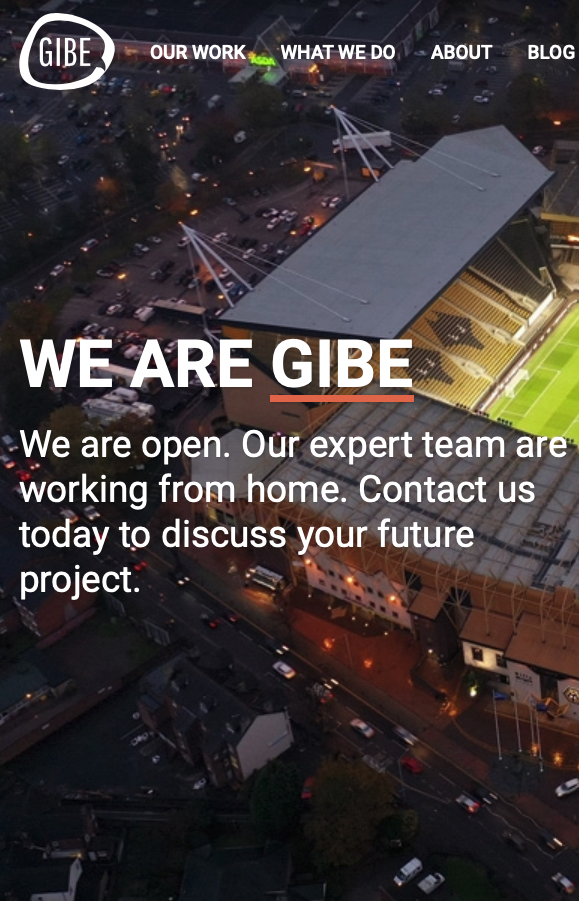 GIBE
OUR WORK WHAT WE DO ABOUT BLOG
ASDA
WE ARE GIBE
We are open. Our expert team are
working from home. Contact us
today to discuss your future
project.